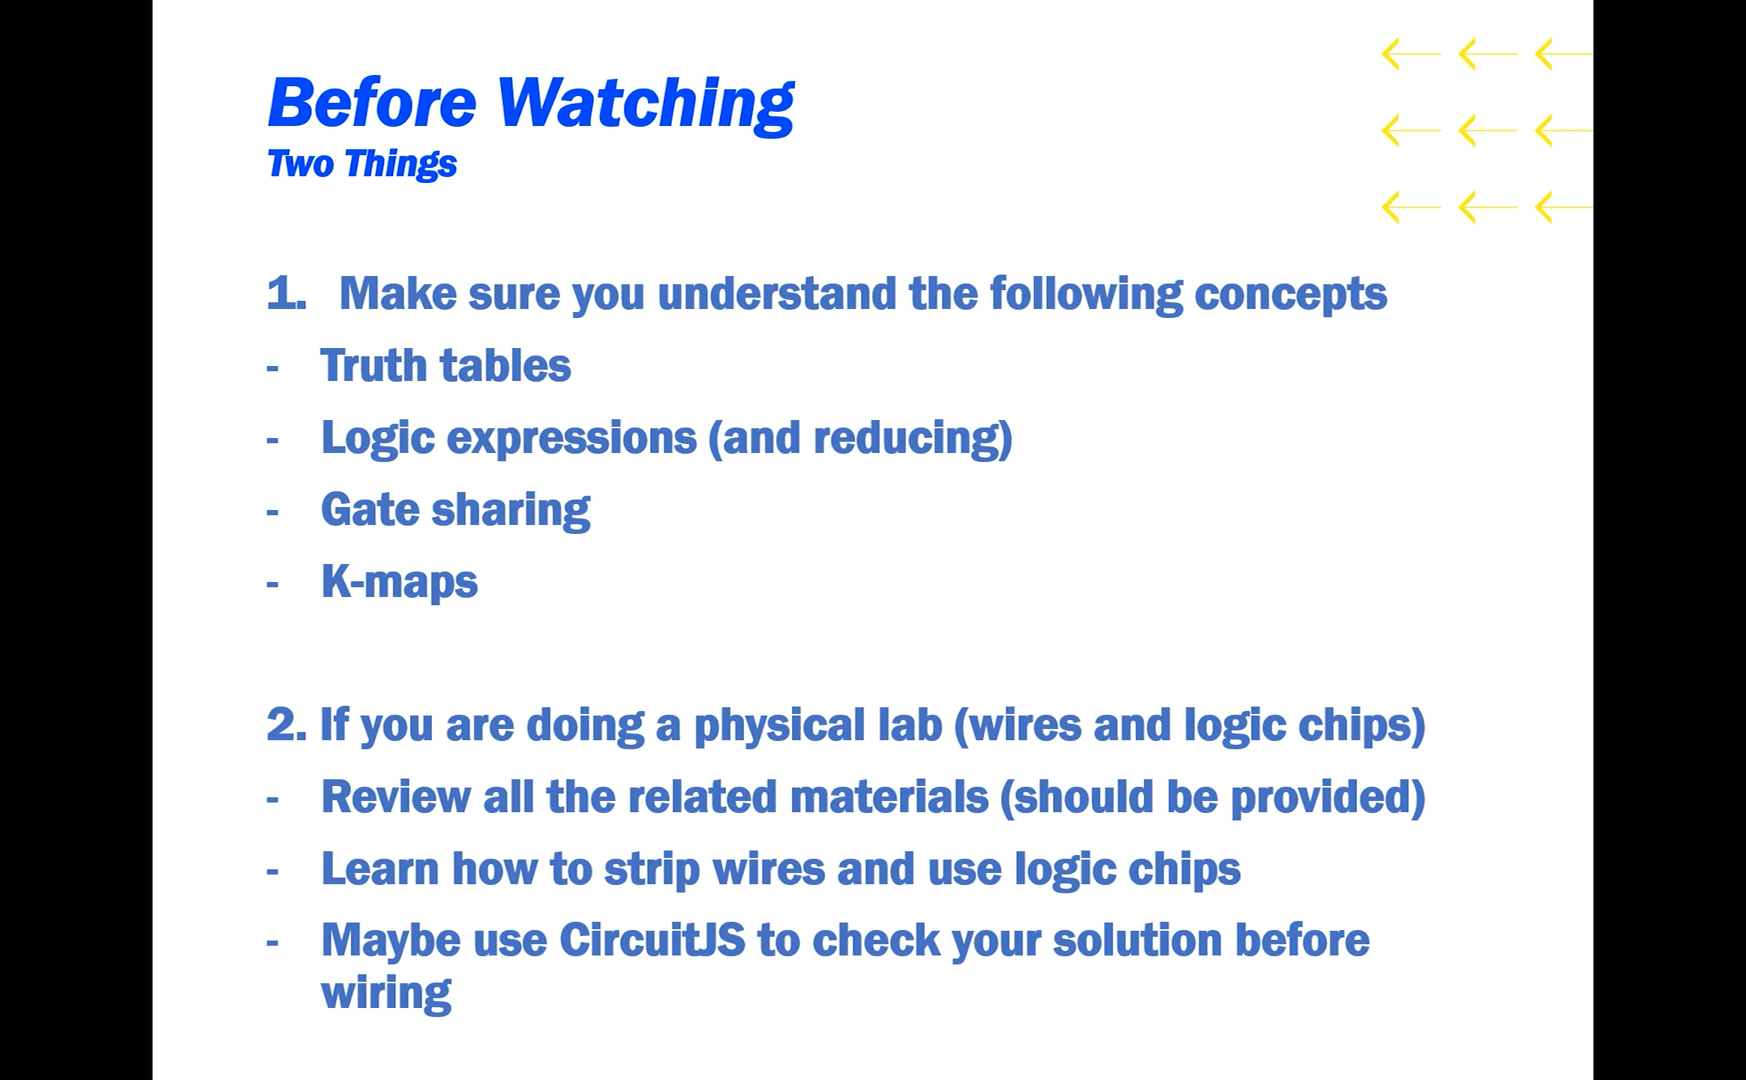 Before Watching
Two Things
1. Make sure you understand the following concepts
- Truth tables
- Logic expressions (and reducing)
- Gate sharing
- K-maps
2. If you are doing a physical lab (wires and logic chips)
- Review all the related materials (should be provided)
- Learn how to strip wires and use logic chips
- Maybe use CircuitJS to check your solution before
wiring